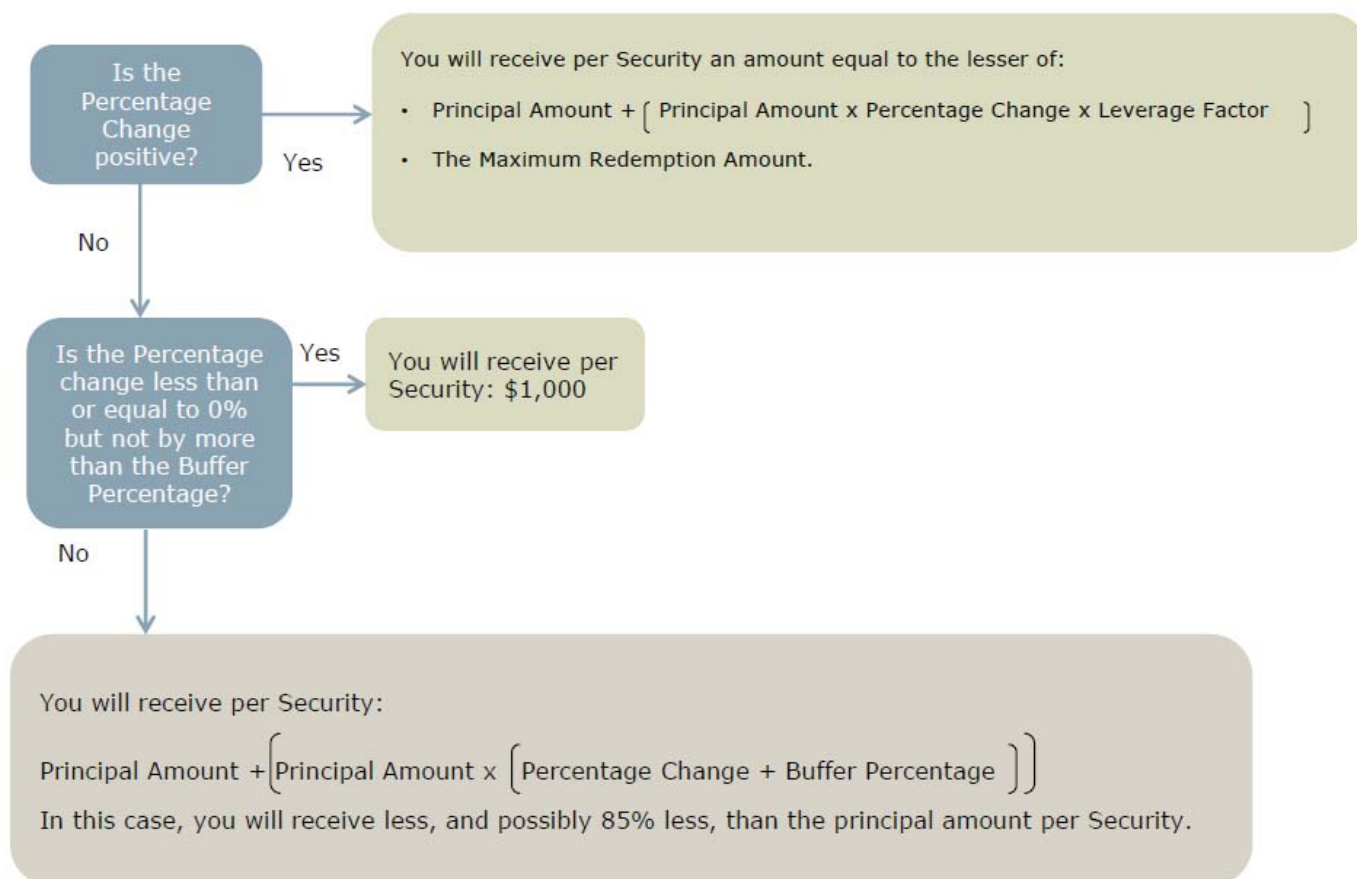 Is the
Percentage
Change
positive?
Yes
You will receive per Security an amount equal to the lesser of:
• Principal Amount + ( Principal Amount x Percentage Change x Leverage Factor )
• The Maximum Redemption Amount.
No
Is the Percentage
change less than
or equal to 0%
but not by more
than the Buffer
Percentage?
Yes
You will receive per
Security: $1,000
No
You will receive per Security:
Principal Amount + (Principal Amount x (Percentage Change + Buffer Percentage ))
In this case, you will receive less, and possibly 85% less, than the principal amount per Security.